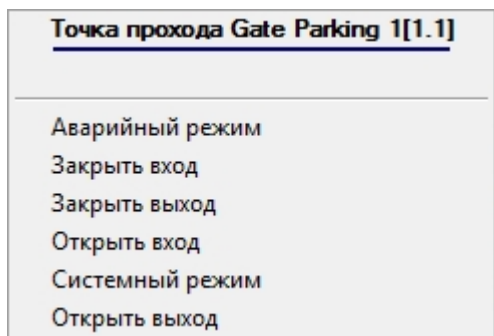 Точка прохода Gate Parking 1[1.1]
Аварийный режим
Закрыть вход
Закрыть выход
Открыть вход
Системный режим
Открыть выход